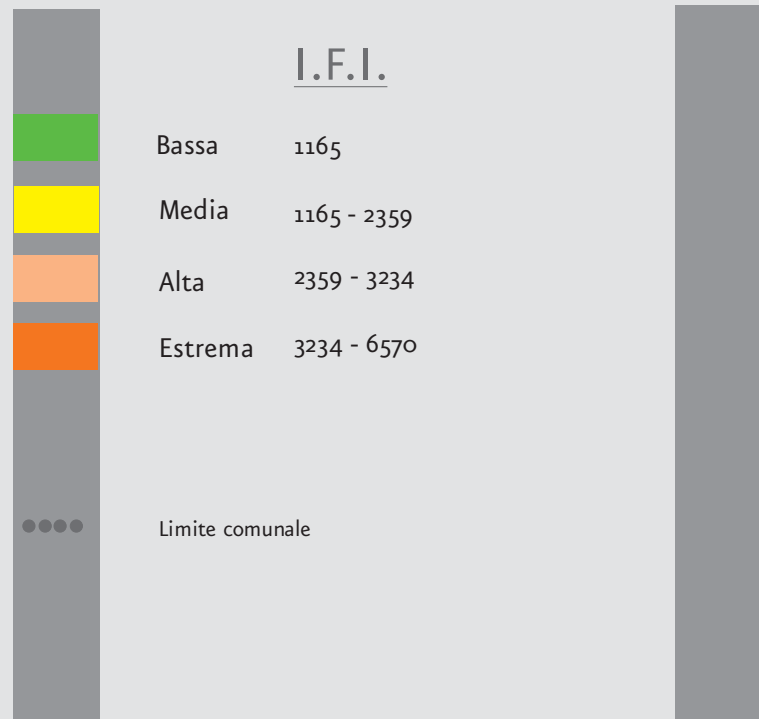 I.F.I.
Bassa 1165
Media 1165 - 2359
Alta 2359 - 3234
Estrema 3234 - 6570
Limite comunale